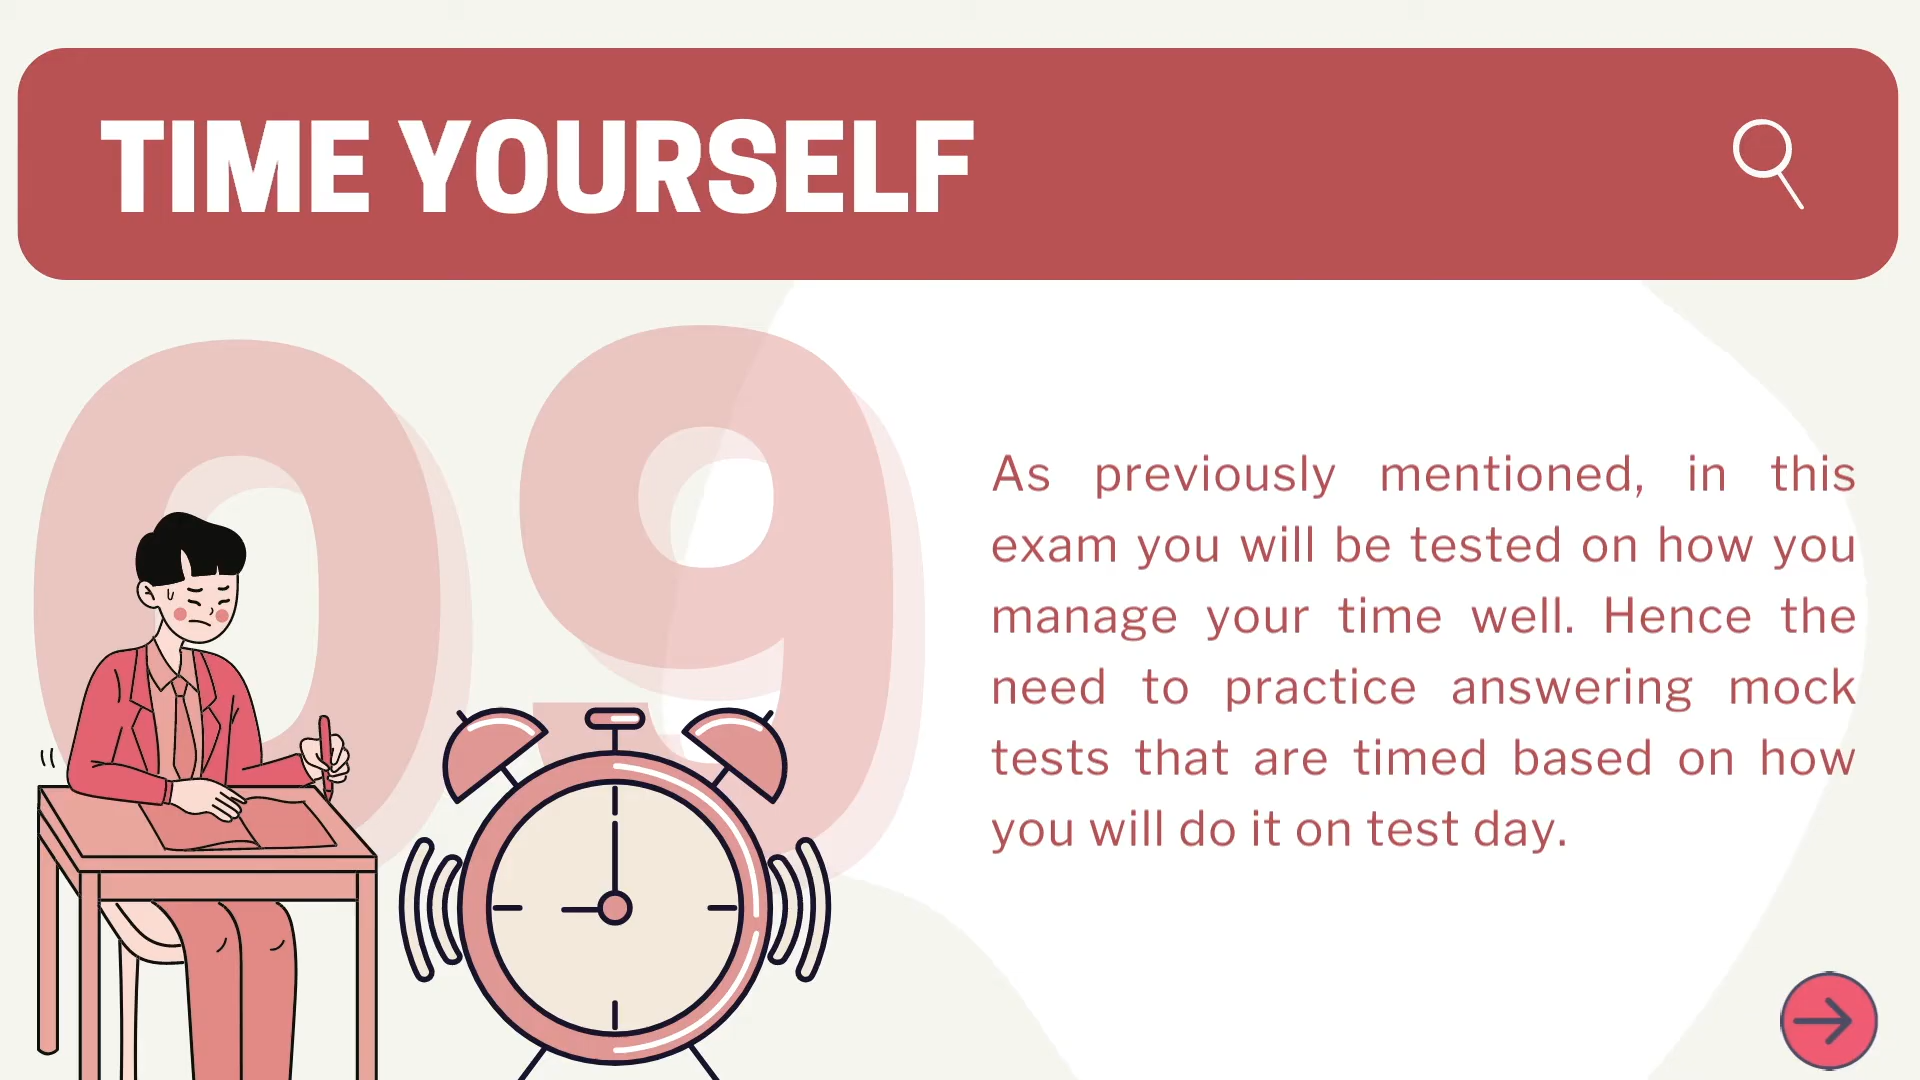 TIME YOURSELF
09
As previously mentioned, in this
exam you will be tested on how you
manage your time well. Hence the
need to practice answering mock
tests that are timed based on how
you will do it on test day.